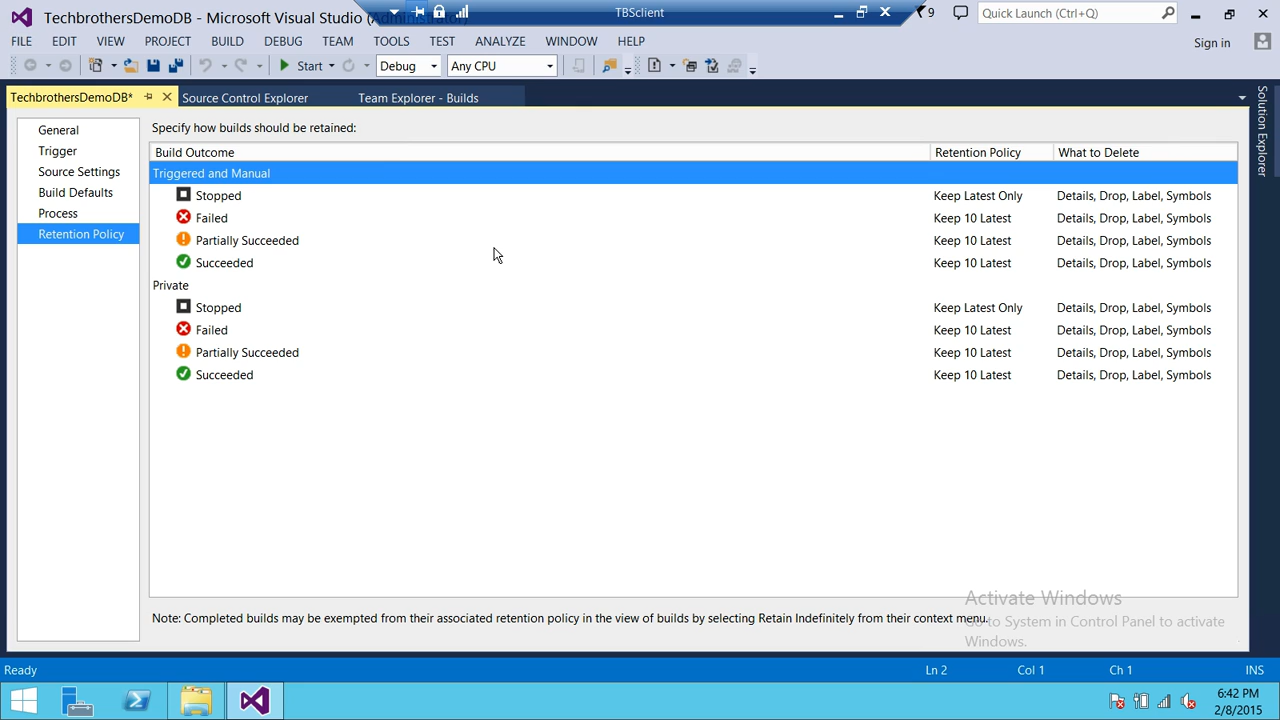 TechbrothersDemoDB - Microsoft Visual Studio (Administrator)
TBSclient
9
Quick Launch (Ctrl+Q)
FILE EDIT VIEW PROJECT BUILD DEBUG TEAM TOOLS TEST ANALYZE WINDOW HELP
Sign in
Start Debug Any CPU
TechbrothersDemoDB* Source Control Explorer Team Explorer - Builds
Solution Explorer
General
Trigger
Source Settings
Build Defaults
Process
Retention Policy
Specify how builds should be retained:
Build Outcome Retention Policy What to Delete
Triggered and Manual
Stopped Keep Latest Only Details, Drop, Label, Symbols
Failed Keep 10 Latest Details, Drop, Label, Symbols
Partially Succeeded Keep 10 Latest Details, Drop, Label, Symbols
Succeeded Keep 10 Latest Details, Drop, Label, Symbols
Private
Stopped Keep Latest Only Details, Drop, Label, Symbols
Failed Keep 10 Latest Details, Drop, Label, Symbols
Partially Succeeded Keep 10 Latest Details, Drop, Label, Symbols
Succeeded Keep 10 Latest Details, Drop, Label, Symbols
Note: Completed builds may be exempted from their associated retention policy in the view of builds by selecting Retain Indefinitely from their context menu.
Activate Windows
Go to System in Control Panel to activate
Windows.
Ready Ln 2 Col 1 Ch 1 INS
6:42 PM
2/8/2015